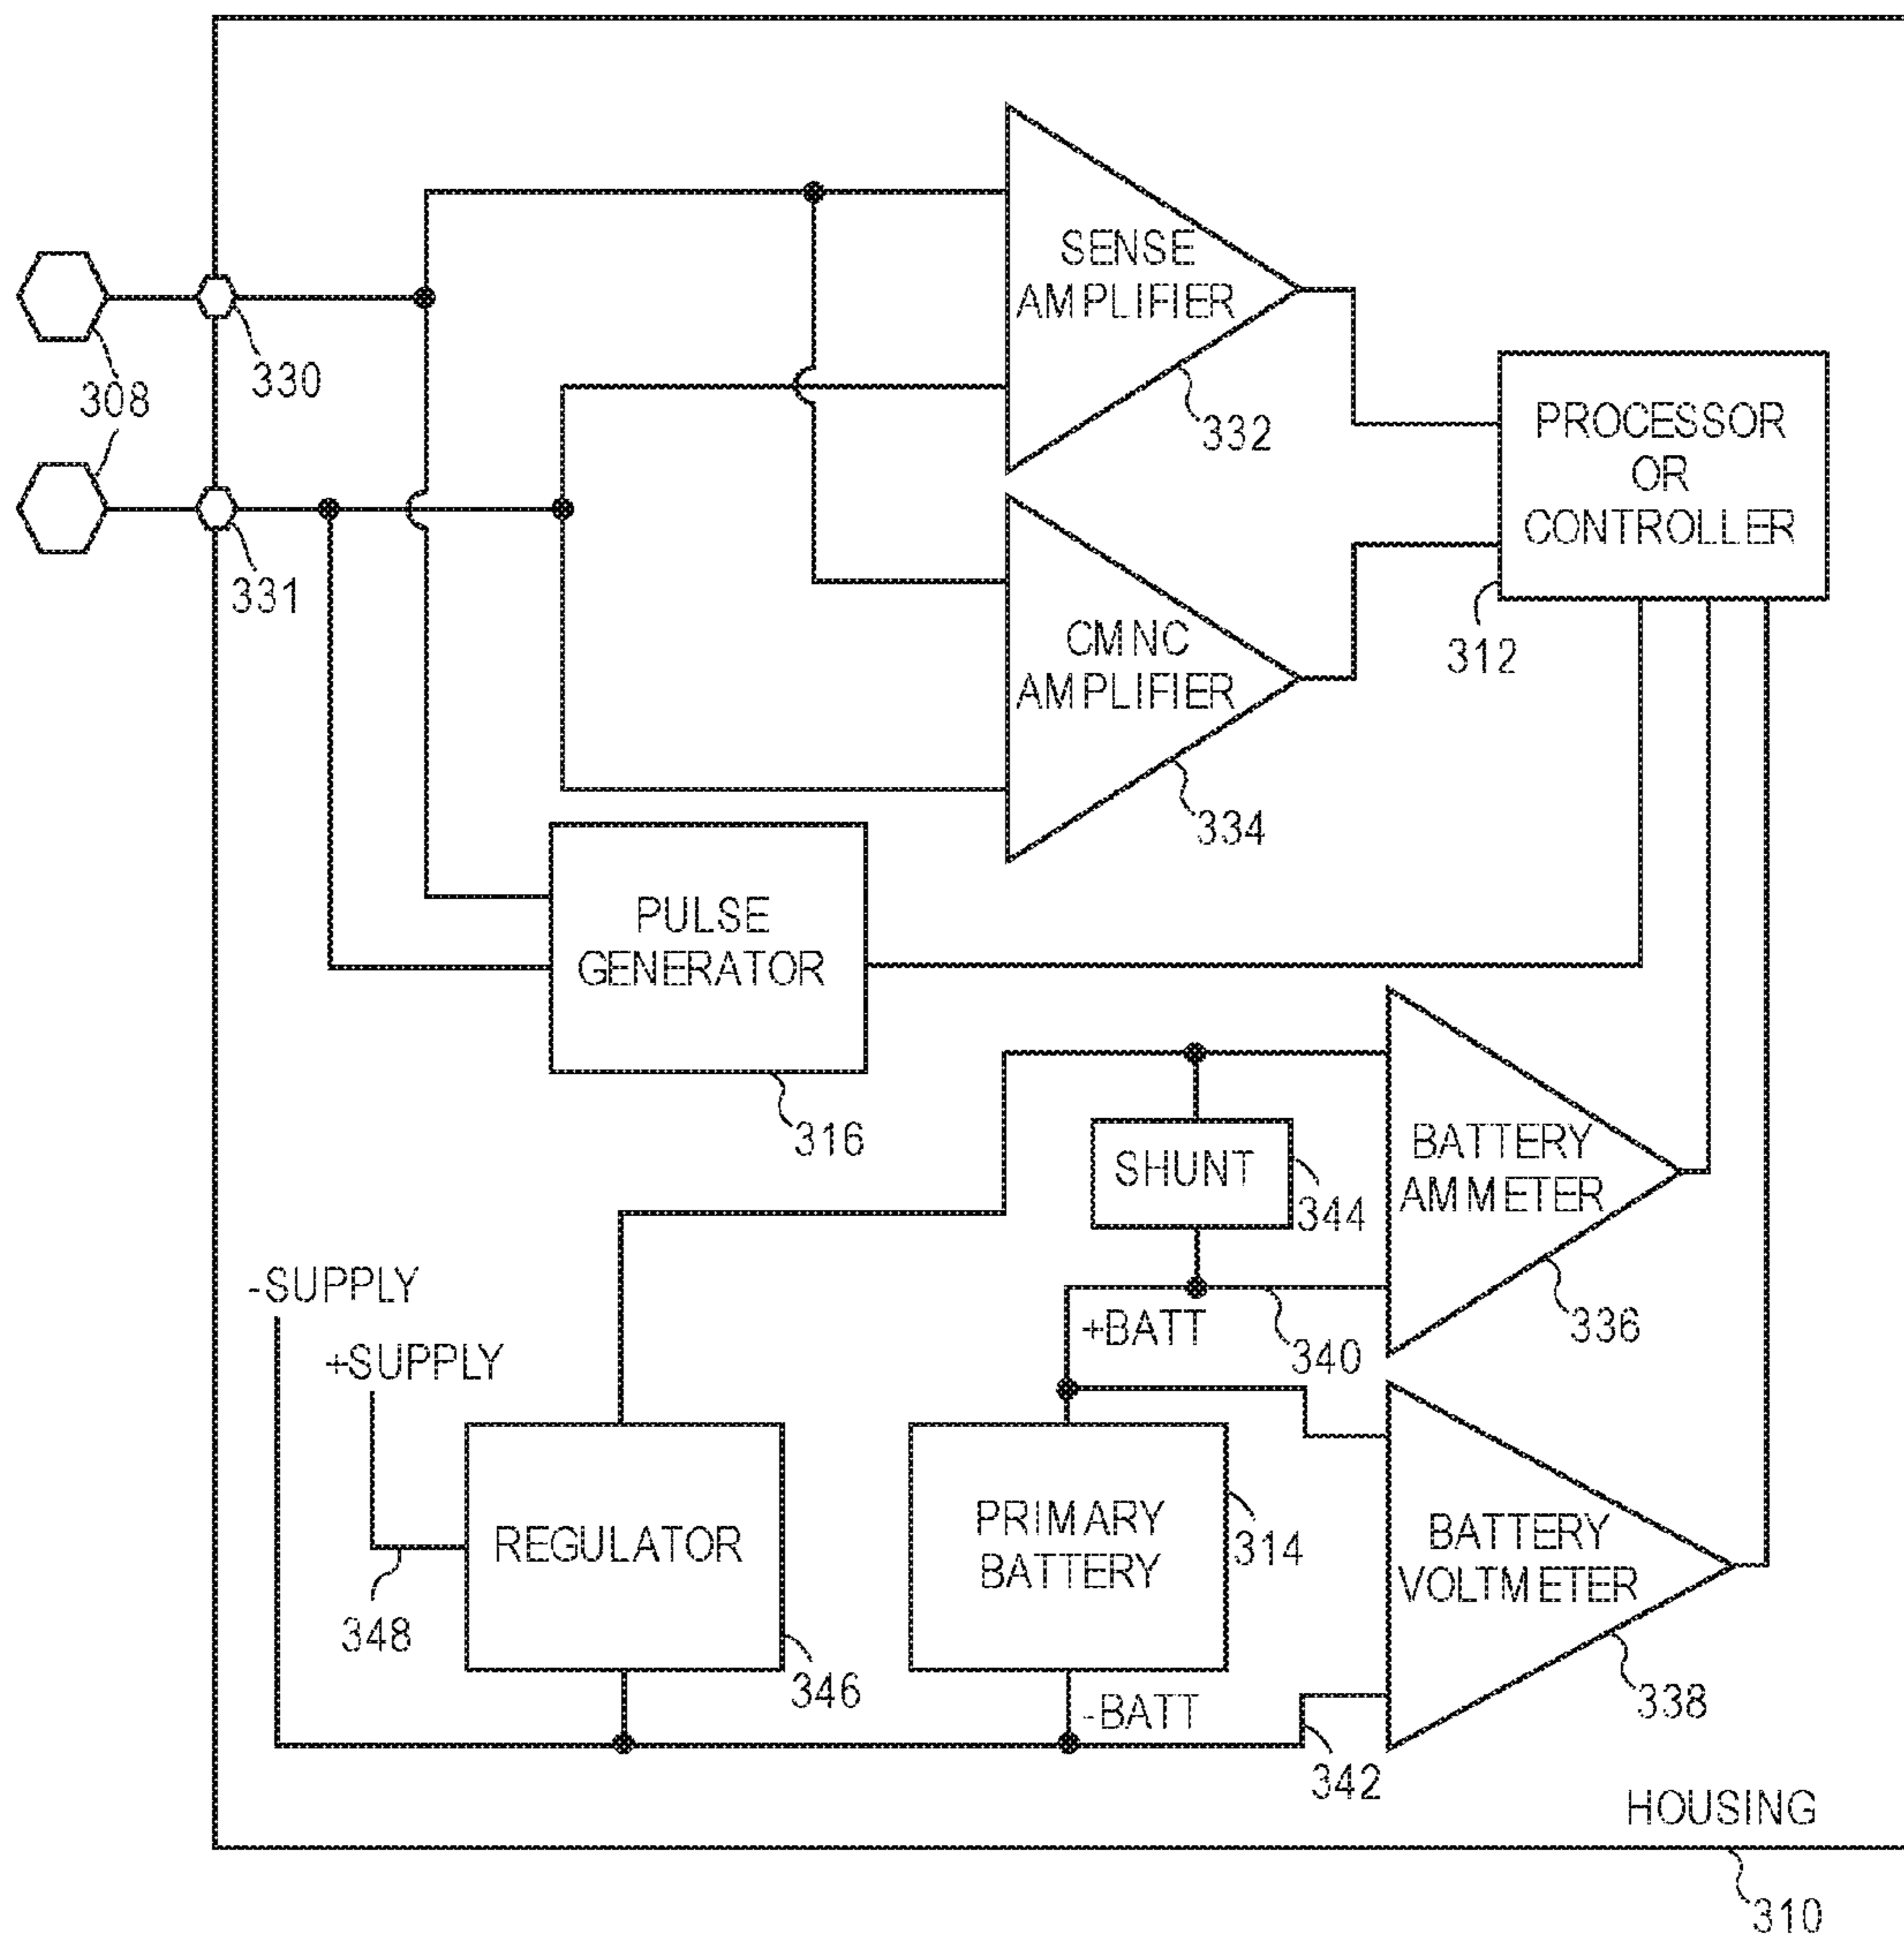 SENSE
AMPLIFIER
332
330
308
331
PROCESSOR
OR
CONTROLLER
312
CMNC
AMPLIFIER
334
PULSE
GENERATOR
316
SHUNT
344
BATTERY
AMMETER
336
-SUPPLY
+SUPPLY
+BATT
340
REGULATOR
348
346
PRIMARY
BATTERY
314
BATTERY
VOLTMETER
338
-BATT
342
HOUSING
310